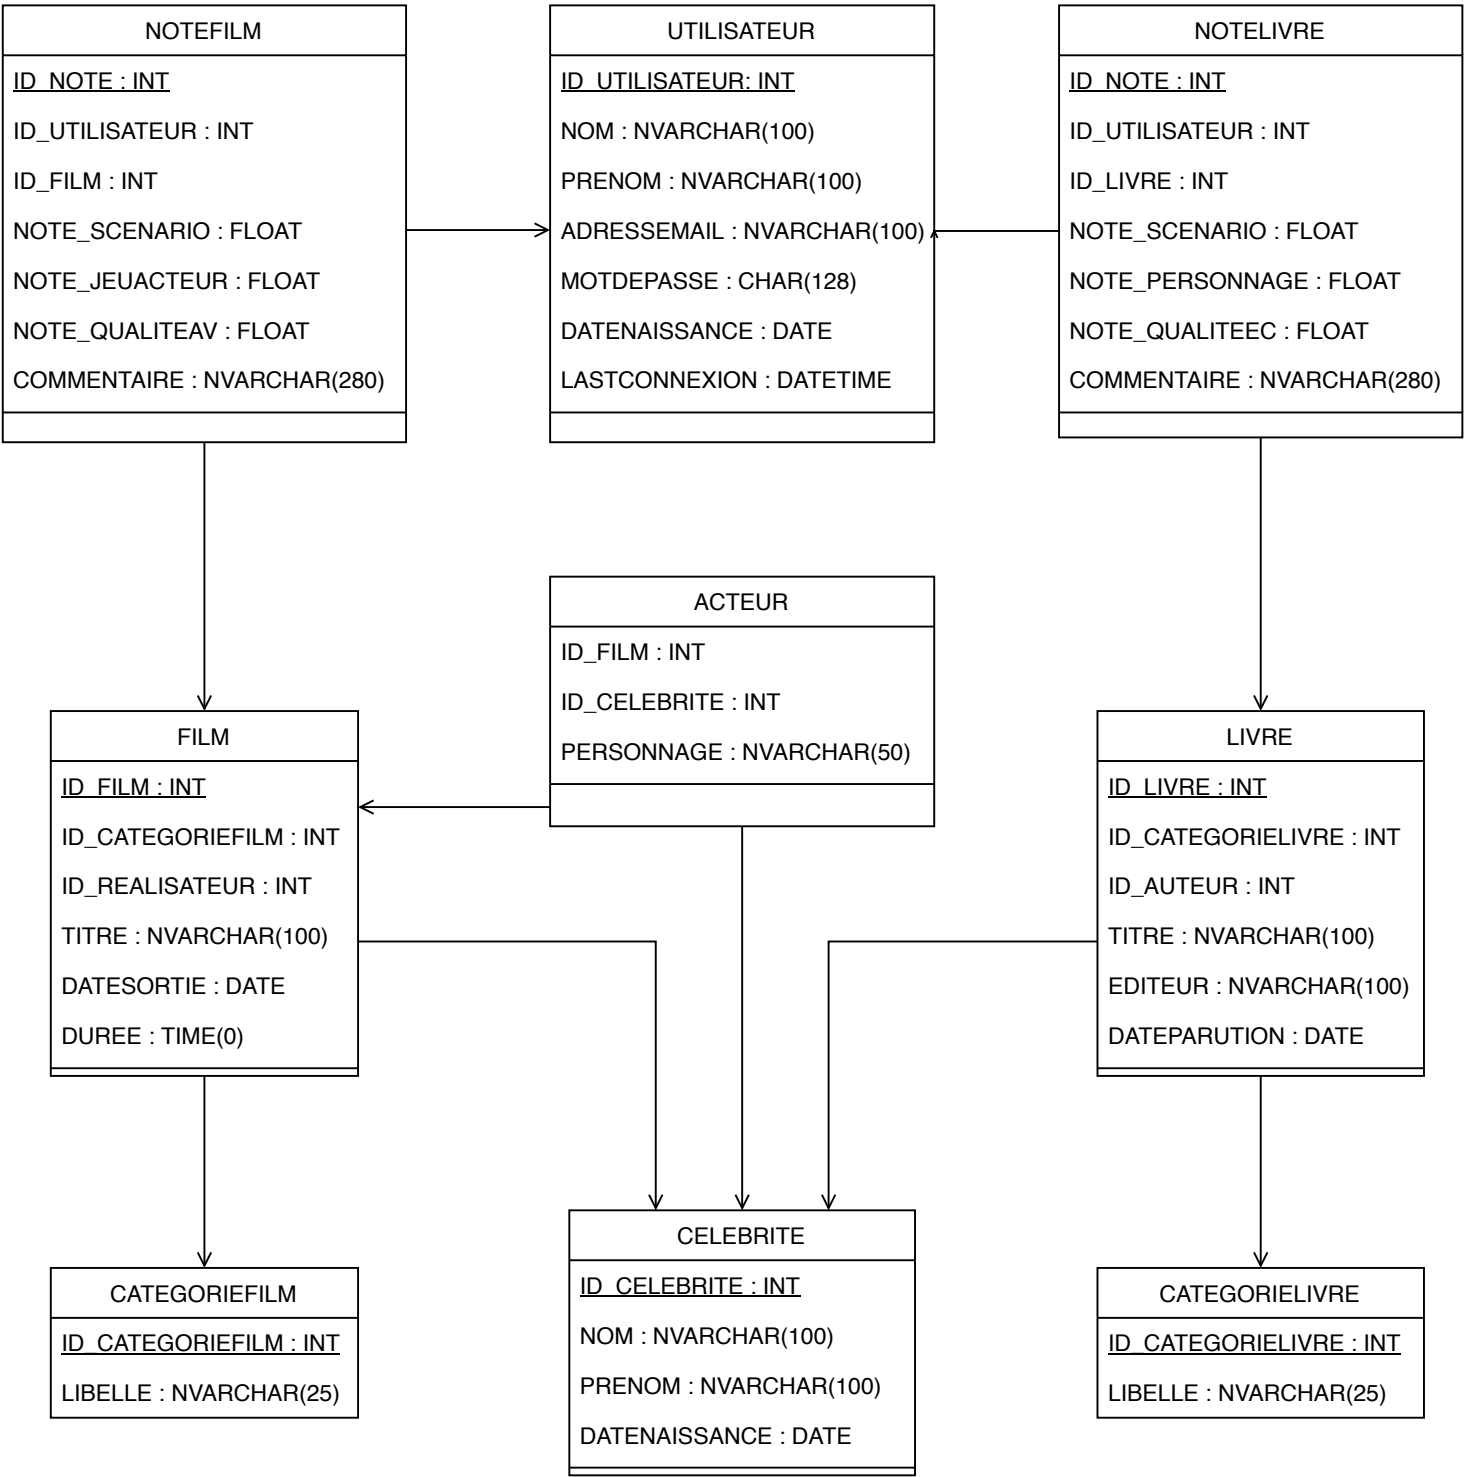 NOTEFILM
ID_NOTE : INT
ID_UTILISATEUR : INT
ID_FILM : INT
NOTE_SCENARIO : FLOAT
NOTE_JEUACTEUR : FLOAT
NOTE_QUALITEAV : FLOAT
COMMENTAIRE : NVARCHAR(280)
UTILISATEUR
ID_UTILISATEUR: INT
NOM : NVARCHAR(100)
PRENOM : NVARCHAR(100)
ADRESSEMAIL : NVARCHAR(100)
MOTDEPASSE : CHAR(128)
DATENAISSANCE : DATE
LASTCONNEXION : DATETIME
NOTELIVRE
ID_NOTE : INT
ID_UTILISATEUR : INT
ID_LIVRE : INT
NOTE_SCENARIO : FLOAT
NOTE_PERSONNAGE : FLOAT
NOTE_QUALITEEC : FLOAT
COMMENTAIRE : NVARCHAR(280)
ACTEUR
ID_FILM : INT
ID_CELEBRITE : INT
PERSONNAGE : NVARCHAR(50)
FILM
ID_FILM : INT
ID_CATEGORIEFILM : INT
ID_REALISATEUR : INT
TITRE : NVARCHAR(100)
DATESORTIE : DATE
DUREE : TIME(0)
LIVRE
ID_LIVRE : INT
ID_CATEGORIELIVRE : INT
ID_AUTEUR : INT
TITRE : NVARCHAR(100)
EDITEUR : NVARCHAR(100)
DATEPARUTION : DATE
CATEGORIEFILM
ID_CATEGORIEFILM : INT
LIBELLE : NVARCHAR(25)
CELEBRITE
ID_CELEBRITE : INT
NOM : NVARCHAR(100)
PRENOM : NVARCHAR(100)
DATENAISSANCE : DATE
CATEGORIELIVRE
ID_CATEGORIELIVRE : INT
LIBELLE : NVARCHAR(25)